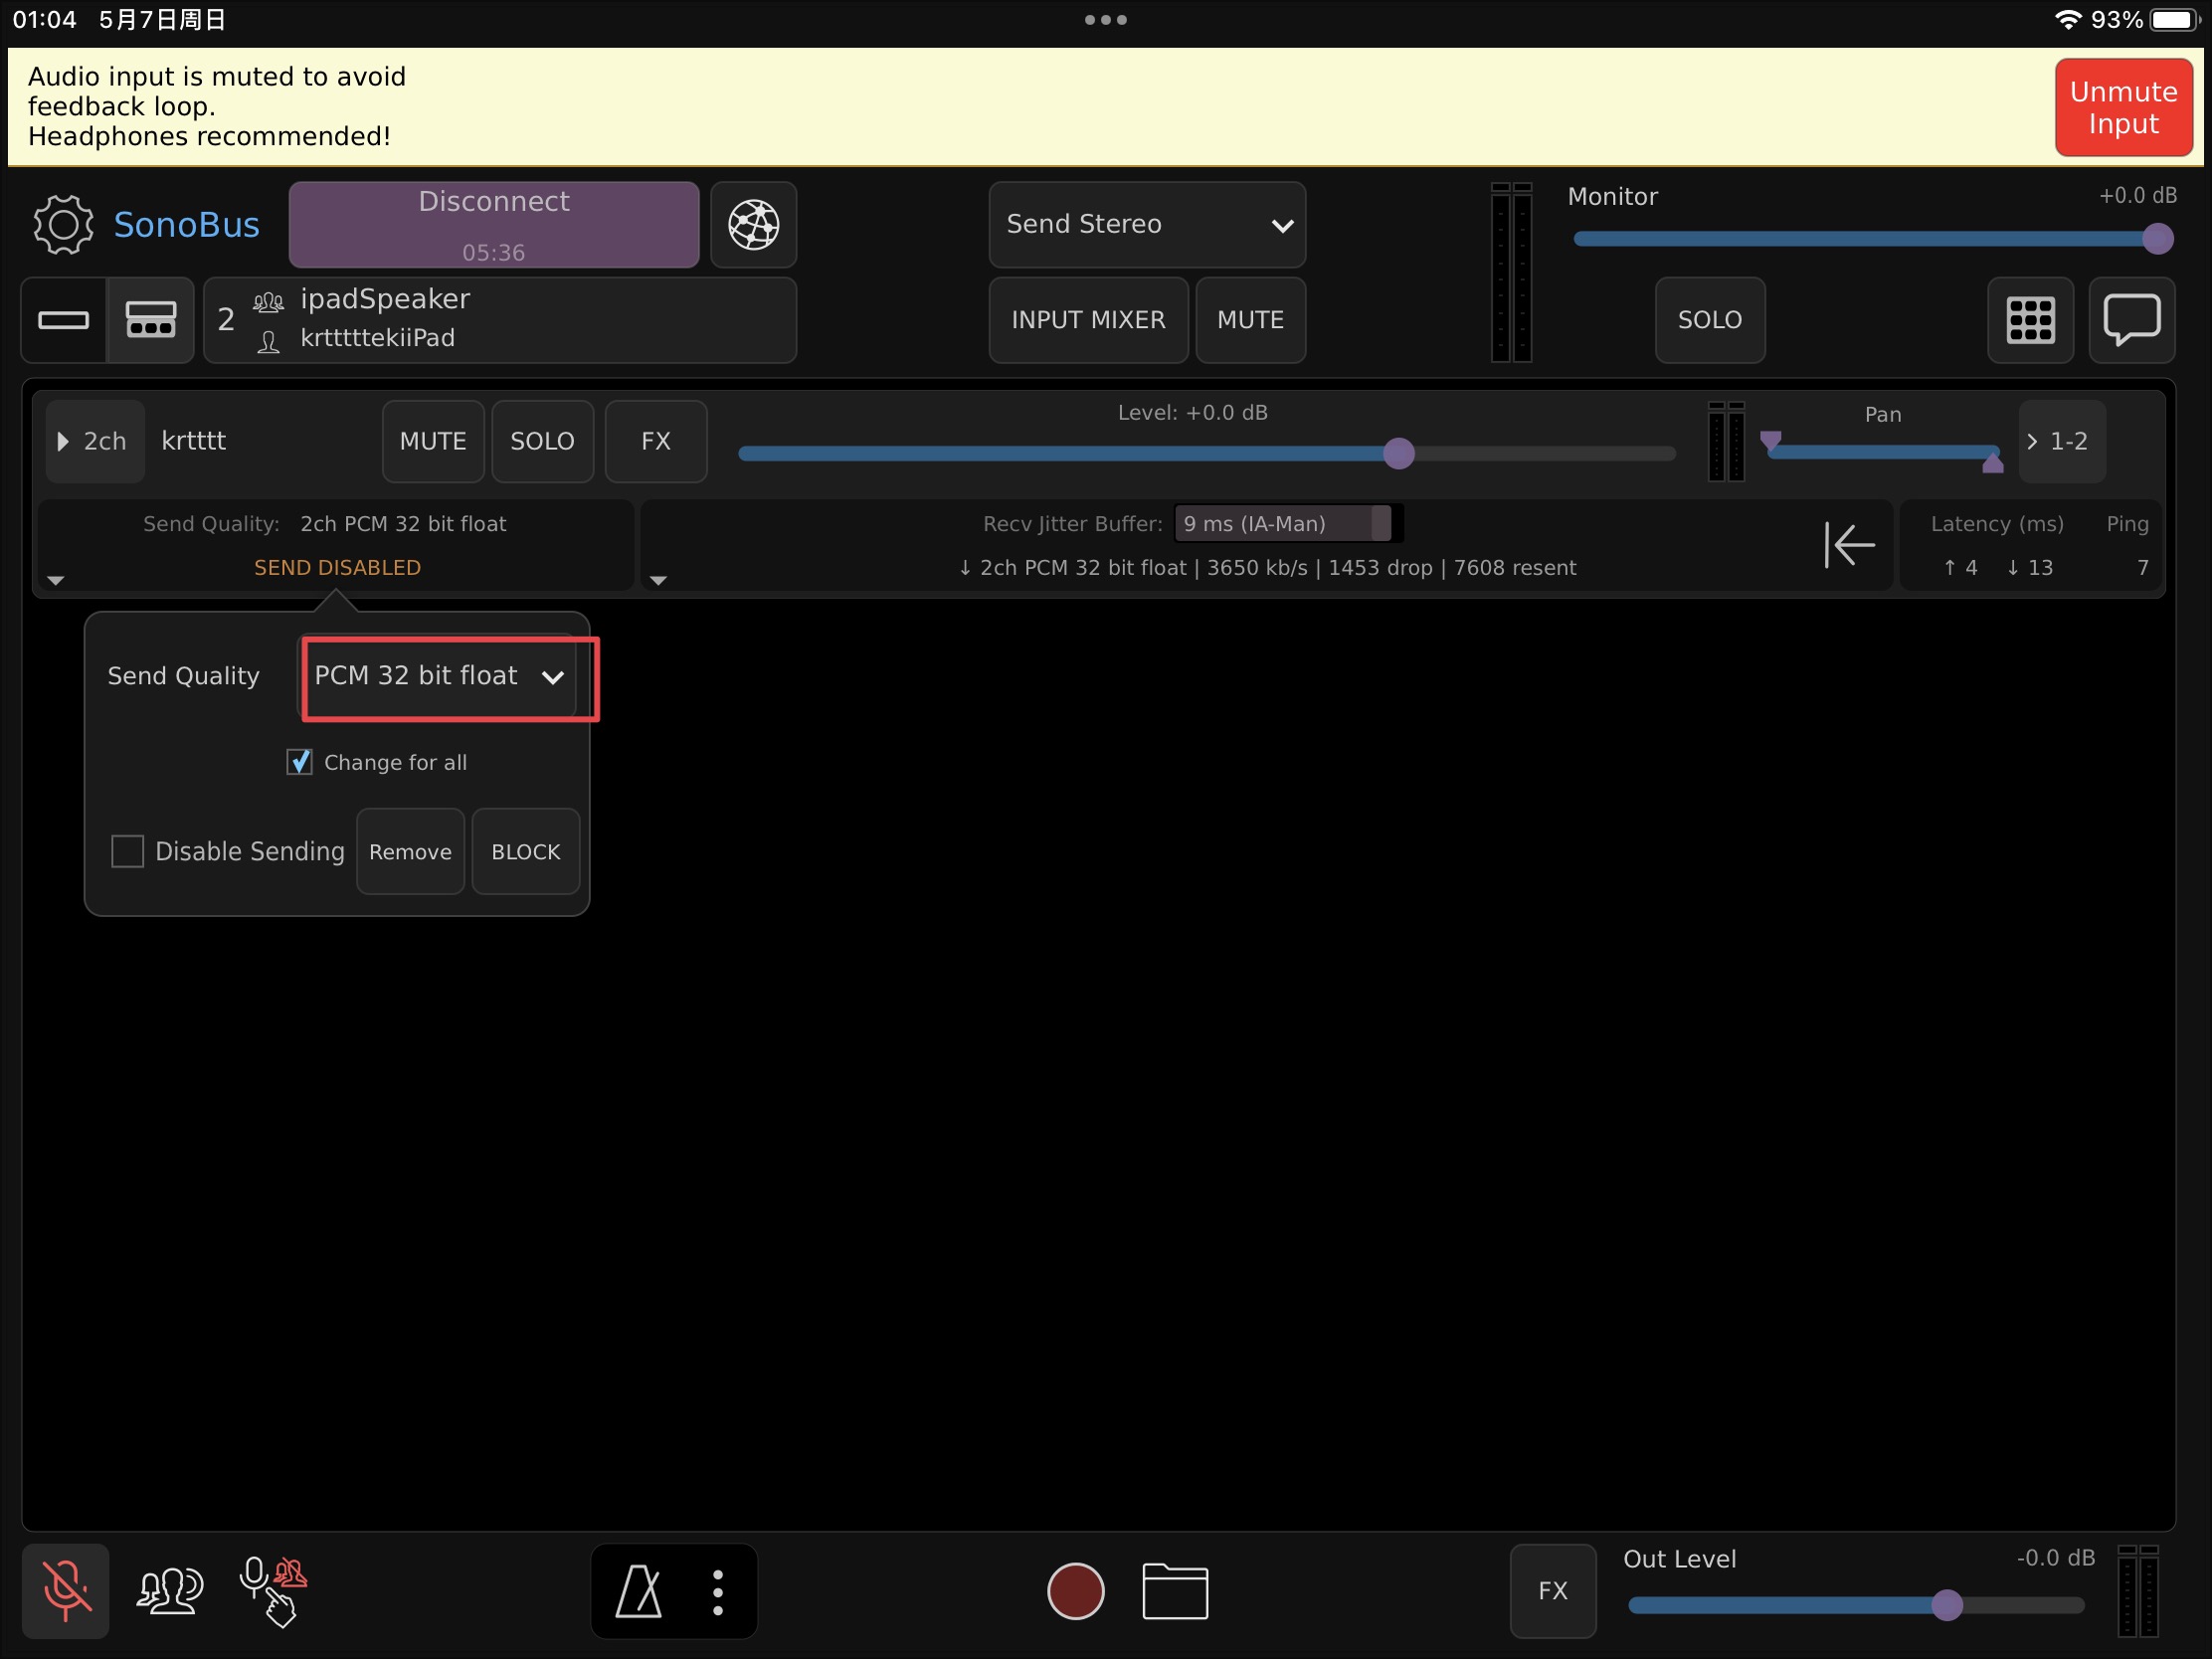 01:04 5月7日周日
93%
Audio input is muted to avoid
feedback loop.
Headphones recommended!
Unmute
Input
SonoBus
Disconnect
05:36
Send Stereo
Monitor
+0.0 dB
2
ipadSpeaker
krtttttekiiPad
INPUT MIXER
MUTE
SOLO
2ch
krtttt
MUTE
SOLO
FX
Level: +0.0 dB
Pan
1-2
Send Quality: 2ch PCM 32 bit float
SEND DISABLED
Recv Jitter Buffer: 9 ms (IA-Man)
↓ 2ch PCM 32 bit float | 3650 kb/s | 1453 drop | 7608 resent
Latency (ms) Ping
↑ 4 ↓ 13 7
Send Quality
PCM 32 bit float
Change for all
Disable Sending
Remove
BLOCK
FX
Out Level
-0.0 dB